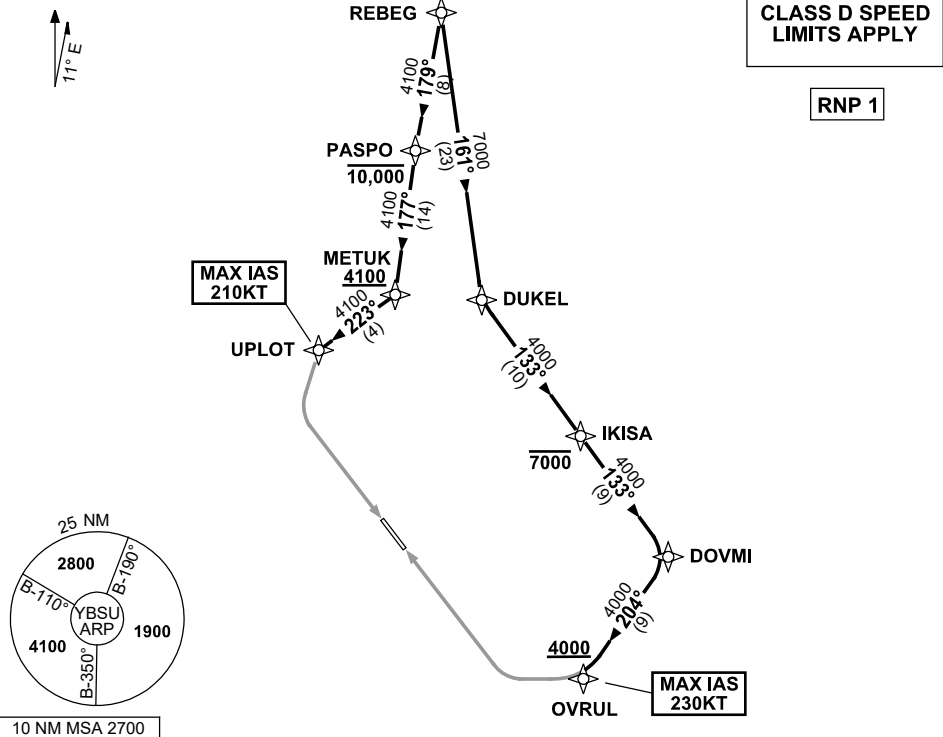 REBEG
CLASS D SPEED
LIMITS APPLY
11° E
4100
179°
(8)
RNP 1
7000
161°
(23)
PASPO
10,000
4100
177°
(14)
METUK
4100
MAX IAS
210KT
4100
223°
(4)
DUKEL
UPLOT
4000
133°
(10)
IKISA
7000
4000
133°
(9)
25 NM
2800
B-190°
B-110°
YBSU
ARP
1900
4100
B-350°
10 NM MSA 2700
DOVMI
4000
204°
(9)
4000
MAX IAS
230KT
OVRUL